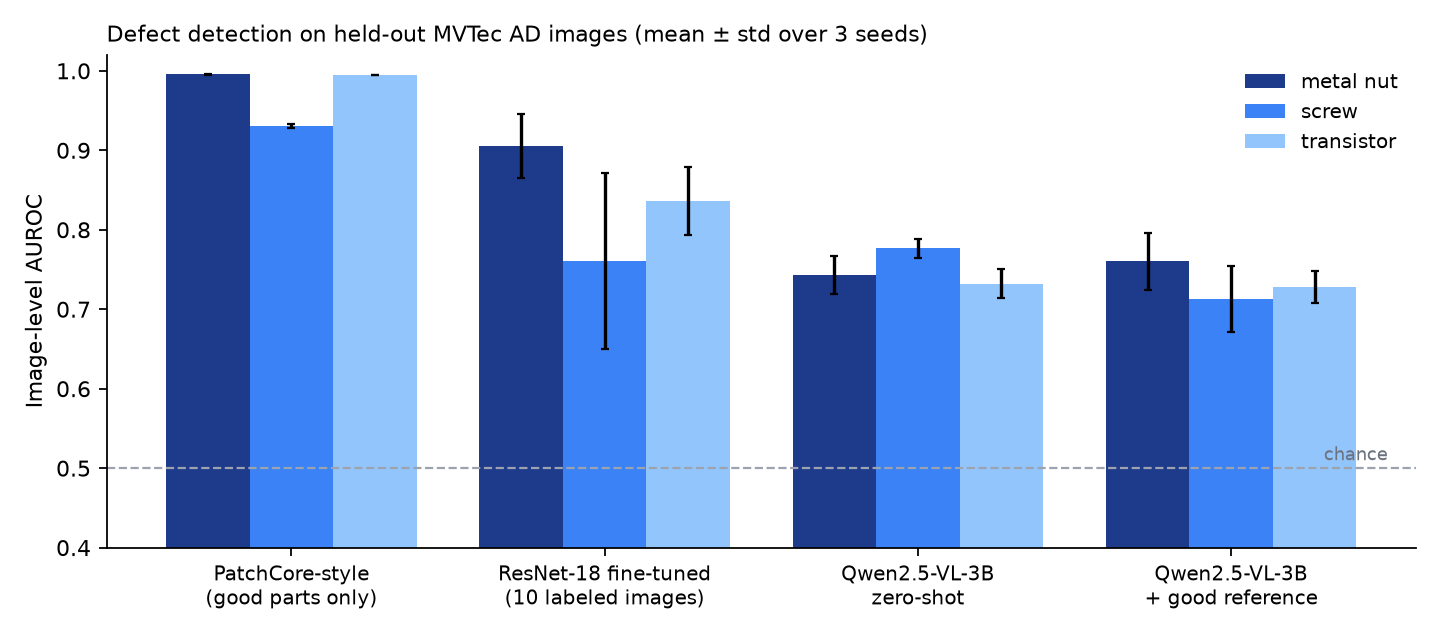 Defect detection on held-out MVTec AD images (mean ± std over 3 seeds)
metal nut
screw
transistor
Image-level AUROC
1.0
0.9
0.8
0.7
0.6
0.5
0.4
chance
PatchCore-style
(good parts only)
ResNet-18 fine-tuned
(10 labeled images)
Qwen2.5-VL-3B
zero-shot
Qwen2.5-VL-3B
+ good reference